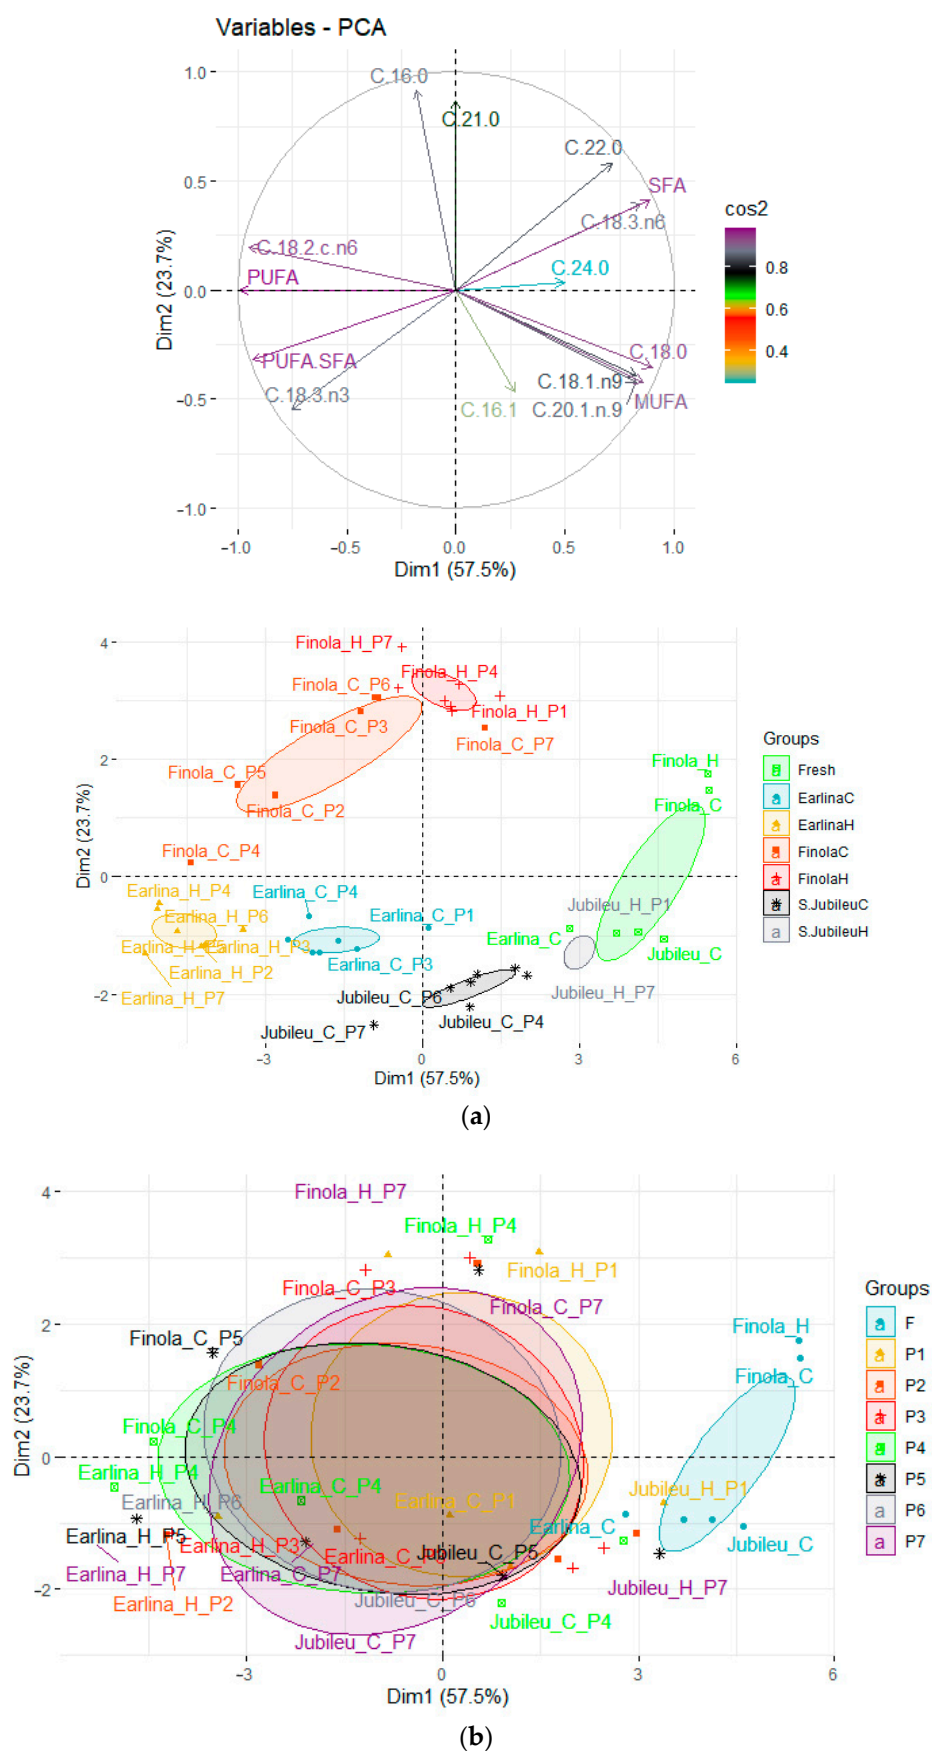 Variables - PCA
1.0
C.16.0
C.21.0
C.22.0
0.5
SFA
C.18.3.n6
cos2
C.18.2.c.n6
C.24.0
0.8
PUFA
0.0
0.6
Dim2 (23.7%)
PUFA.SFA
C.18.0
0.4
C.18.3.n3
C.18.1.n9
C.16.1
C.20.1.n.9
MUFA
-0.5
-1.0
-1.0 -0.5 0.0 0.5 1.0
Dim1 (57.5%)
4
Finola_H_P7
Finola_H_P4
Finola_C_P6
Finola_H_P1
Finola_C_P3
Finola_C_P7
2
Finola_H
Finola_C_P5
Finola_C
Finola_C_P2
Finola_C_P4
0
Dim2 (23.7%)
Earlina_H_P4
Earlina_C_P4
Jubileu_H_P1
Earlina_H_P6
Earlina_C_P1
Earlina_C
Earlina_H_P3
Jubileu_C
Earlina_H_P2
Earlina_C_P3
Earlina_H_P7
Jubileu_C_P6
Jubileu_H_P7
-2
Jubileu_C_P4
Jubileu_C_P7
-3 0 3 6
Dim1 (57.5%)
Groups
a Fresh
a EarlinaC
a EarlinaH
a FinolaC
a FinolaH
a S.JubileuC
a S.JubileuH
(a)
4
Finola_H_P7
Finola_H_P4
Finola_H_P1
Finola_C_P3
Finola_C_P7
2
Finola_C_P5
Finola_H
Finola_C_P2
Finola_C
Finola_C_P4
0
Dim2 (23.7%)
Earlina_H_P4
Earlina_C_P4
Jubileu_H_P1
Earlina_H_P6
Earlina_C_P1
Earlina_C
Earlina_H_P5
Earlina_H_P3
Jubileu_C_P5
Jubileu_C
Earlina_H_P7
Earlina_C_P7
Jubileu_H_P7
Earlina_H_P2
Jubileu_C_P6
-2
Jubileu_C_P4
Jubileu_C_P7
-3 0 3 6
Dim1 (57.5%)
Groups
a F
a P1
a P2
a P3
a P4
a P5
a P6
a P7
(b)